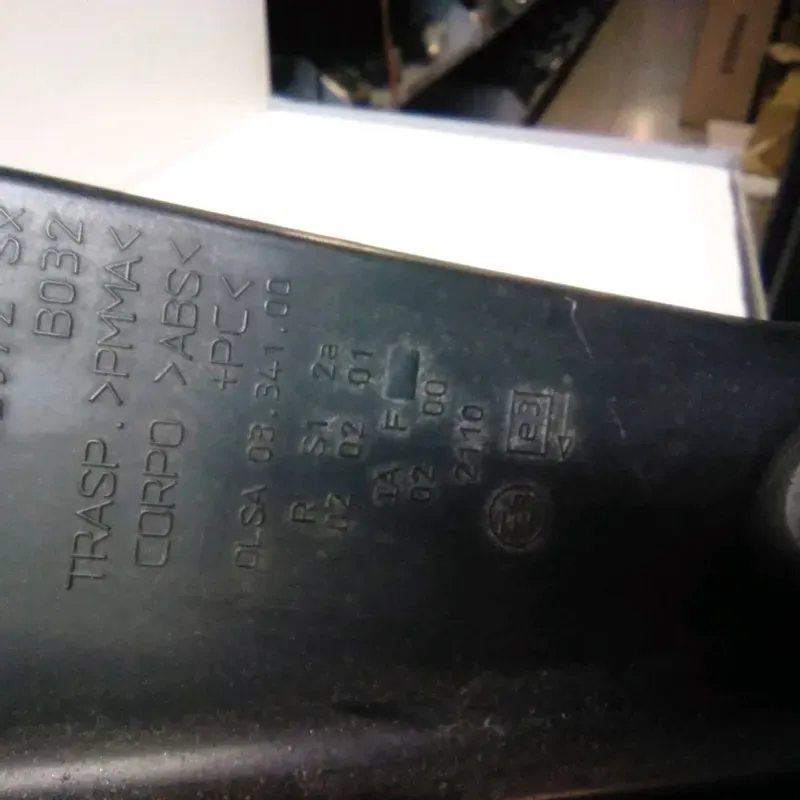 SX
B032
TRASP. >PMMA<
CORPO >ABS<
+PC<
OLSA 03.341.00
R S1 2a
02 02 01
IA F
02 00
2110
e3